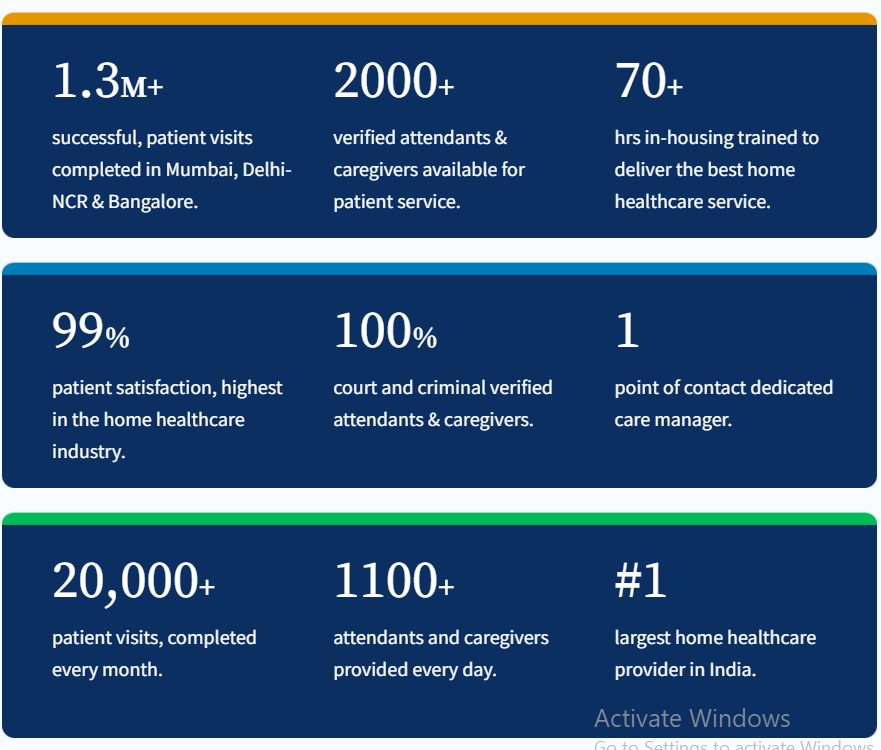 1.3M+
successful, patient visits
completed in Mumbai, Delhi-
NCR & Bangalore.
2000+
verified attendants &
caregivers available for
patient service.
70+
hrs in-housing trained to
deliver the best home
healthcare service.
99%
patient satisfaction, highest
in the home healthcare
industry.
100%
court and criminal verified
attendants & caregivers.
1
point of contact dedicated
care manager.
20,000+
patient visits, completed
every month.
1100+
attendants and caregivers
provided every day.
#1
largest home healthcare
provider in India.
Activate Windows
Go to Settings to activate Windows